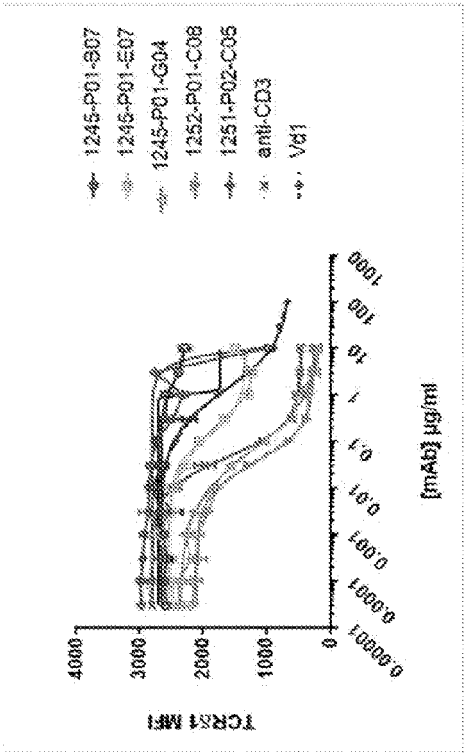 TCRδ1 MFI
4000
3000
2000
1000
0
0.00001
0.0001
0.001
0.01
0.1
1
10
100
1000
[mAb] µg/ml
1245-P01-B07
1245-P01-E07
1245-P01-G04
1252-P01-C08
1251-P02-C05
anti-CD3
Vd1